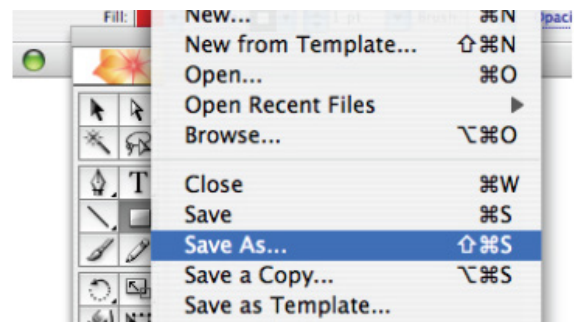 Fill:
New... ⌘N
New from Template... ⇧⌘N
Open... ⌘O
Open Recent Files ▶
Browse... ⌥⌘O
Close ⌘W
Save ⌘S
Save As... ⇧⌘S
Save a Copy... ⌥⌘S
Save as Template...
T